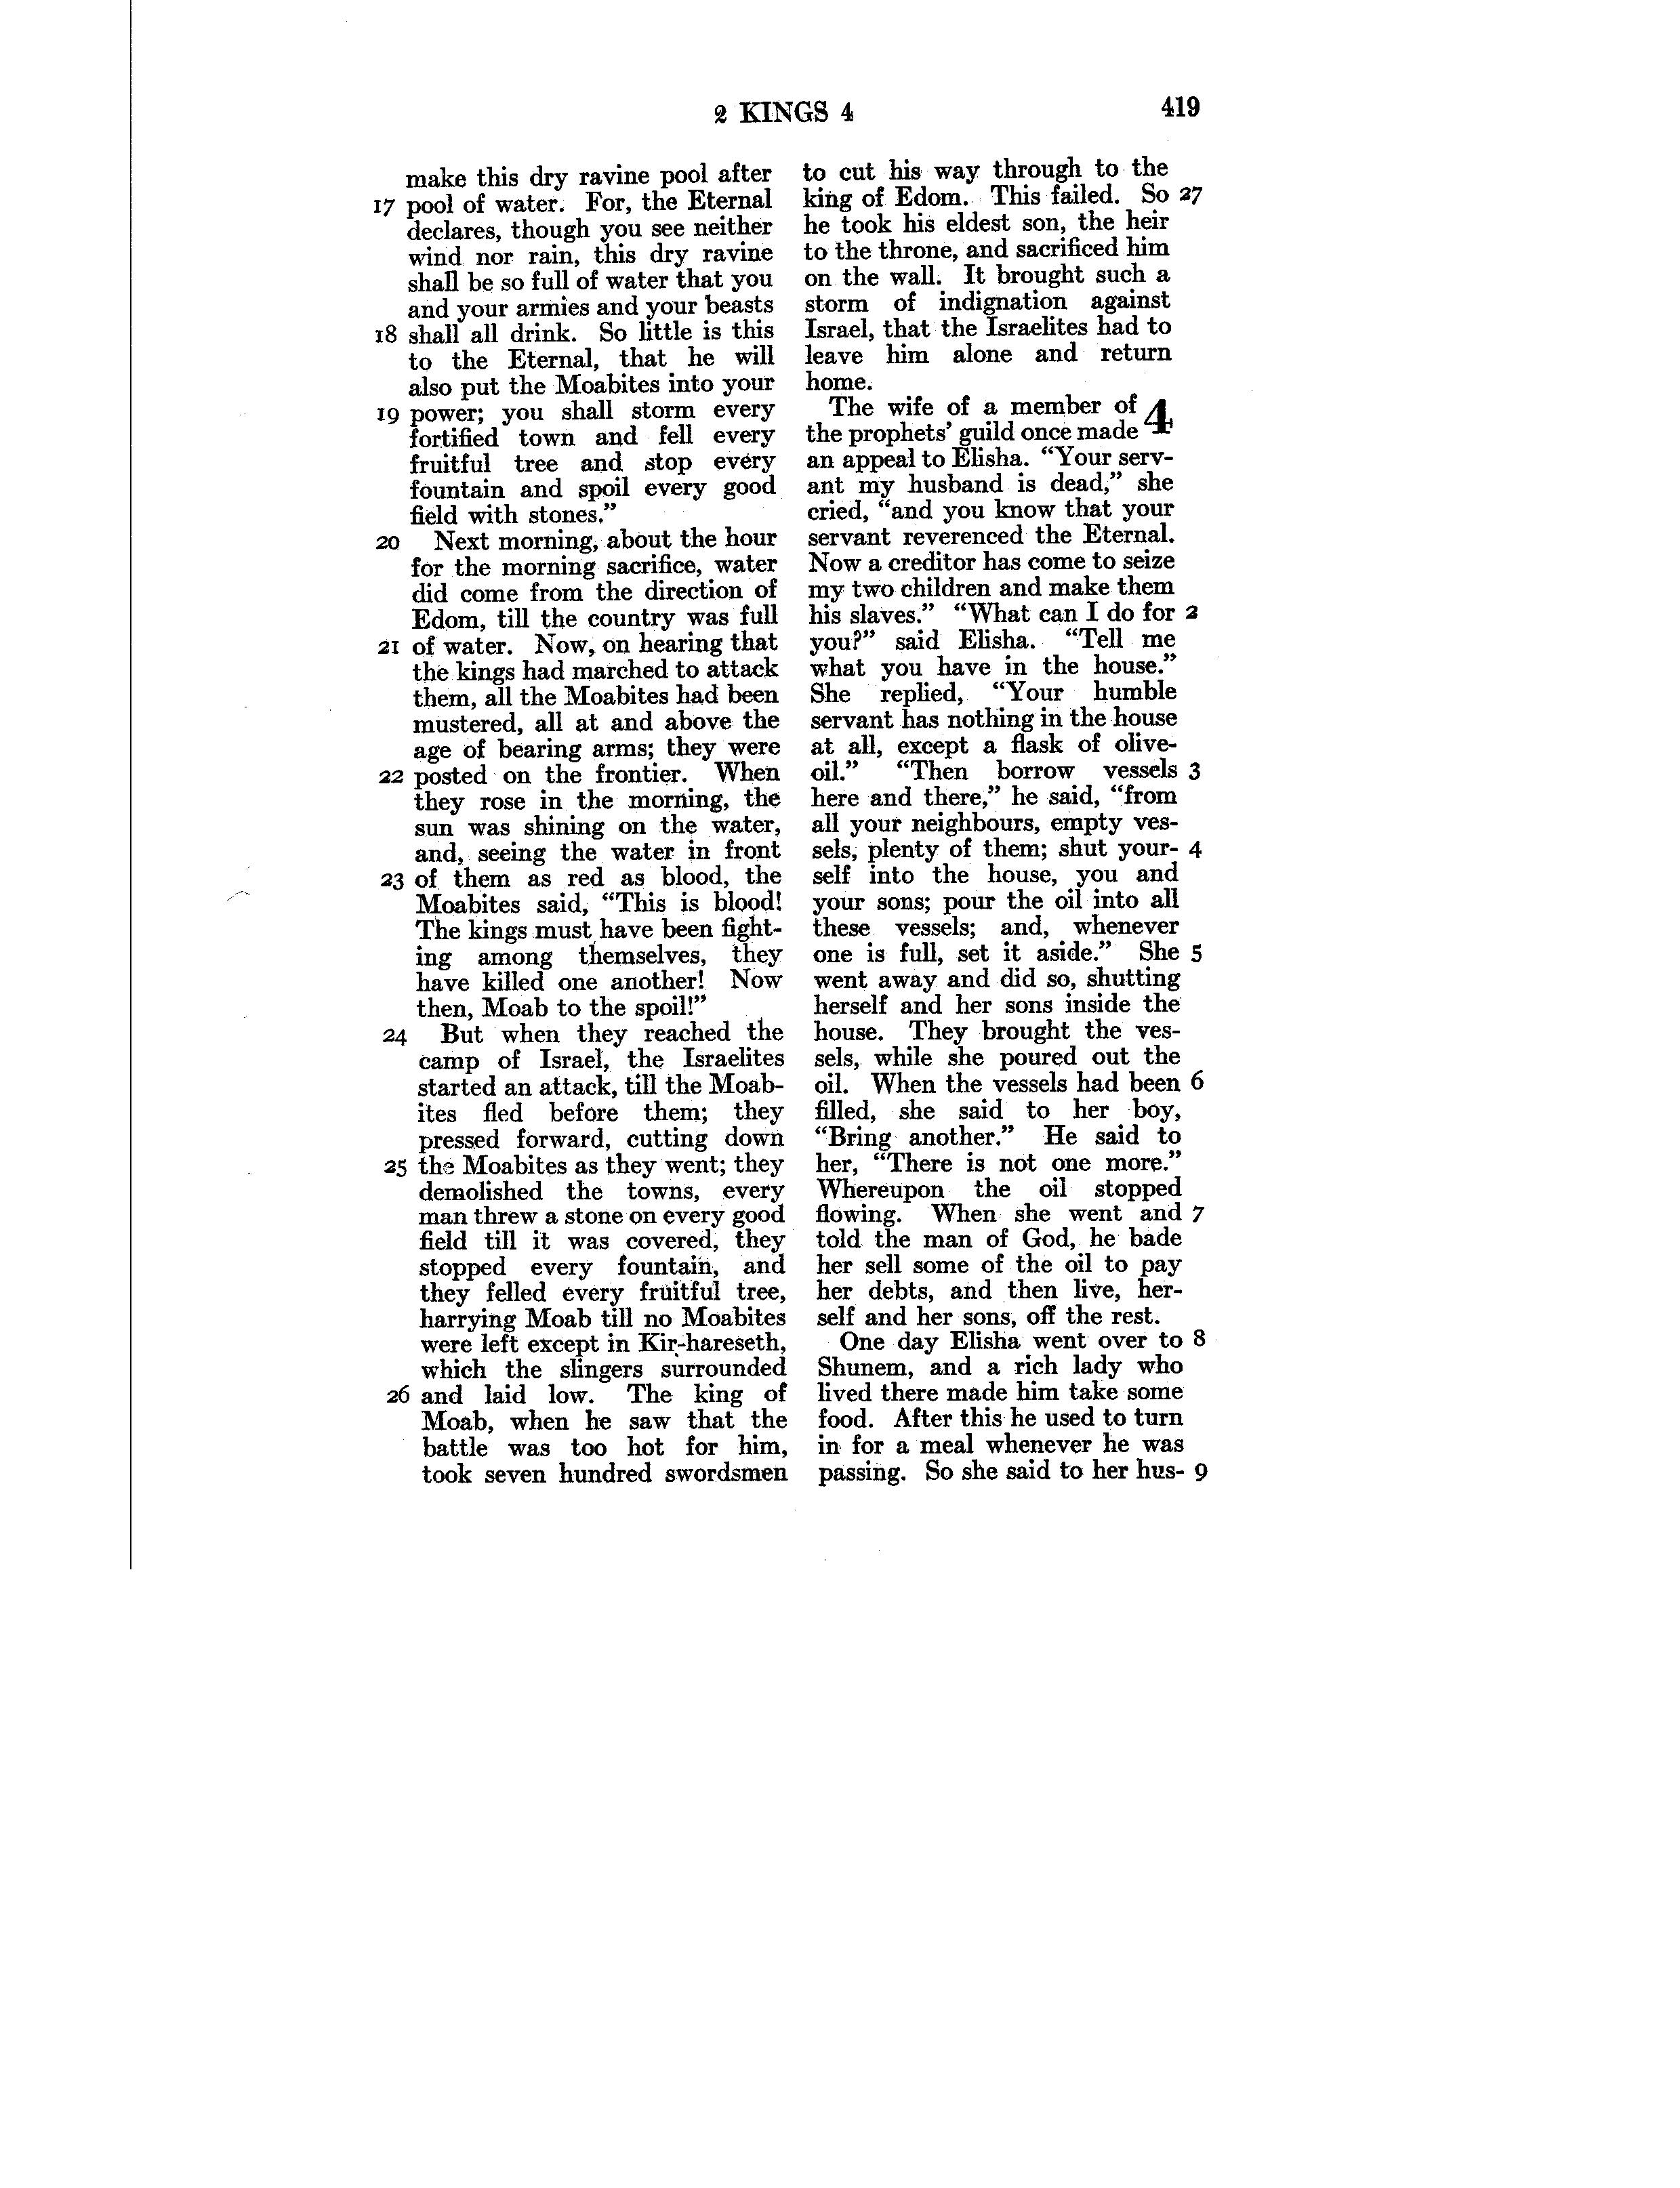 2 KINGS 4
419
make this dry ravine pool after
17 pool of water. For, the Eternal
declares, though you see neither
wind nor rain, this dry ravine
shall be so full of water that you
and your armies and your beasts
18 shall all drink. So little is this
to the Eternal, that he will
also put the Moabites into your
19 power; you shall storm every
fortified town and fell every
fruitful tree and stop every
fountain and spoil every good
field with stones.”
20 Next morning, about the hour
for the morning sacrifice, water
did come from the direction of
Edom, till the country was full
21 of water. Now, on hearing that
the kings had marched to attack
them, all the Moabites had been
mustered, all at and above the
age of bearing arms; they were
22 posted on the frontier. When
they rose in the morning, the
sun was shining on the water,
and, seeing the water in front
23 of them as red as blood, the
Moabites said, “This is blood!
The kings must have been fight-
ing among themselves, they
have killed one another! Now
then, Moab to the spoil!”
24 But when they reached the
camp of Israel, the Israelites
started an attack, till the Moab-
ites fled before them; they
pressed forward, cutting down
25 the Moabites as they went; they
demolished the towns, every
man threw a stone on every good
field till it was covered, they
stopped every fountain, and
they felled every fruitful tree,
harrying Moab till no Moabites
were left except in Kir-hareseth,
which the slingers surrounded
26 and laid low. The king of
Moab, when he saw that the
battle was too hot for him,
took seven hundred swordsmen
to cut his way through to the
king of Edom. This failed. So 27
he took his eldest son, the heir
to the throne, and sacrificed him
on the wall. It brought such a
storm of indignation against
Israel, that the Israelites had to
leave him alone and return
home.
The wife of a member of 4
the prophets’ guild once made
an appeal to Elisha. “Your serv-
ant my husband is dead,” she
cried, “and you know that your
servant reverenced the Eternal.
Now a creditor has come to seize
my two children and make them
his slaves.” “What can I do for 2
you?” said Elisha. “Tell me
what you have in the house.”
She replied, “Your humble
servant has nothing in the house
at all, except a flask of olive-
oil.” “Then borrow vessels 3
here and there,” he said, “from
all your neighbours, empty ves-
sels, plenty of them; shut your- 4
self into the house, you and
your sons; pour the oil into all
these vessels; and, whenever
one is full, set it aside.” She 5
went away and did so, shutting
herself and her sons inside the
house. They brought the ves-
sels, while she poured out the
oil. When the vessels had been 6
filled, she said to her boy,
“Bring another.” He said to
her, “There is not one more.”
Whereupon the oil stopped
flowing. When she went and 7
told the man of God, he bade
her sell some of the oil to pay
her debts, and then live, her-
self and her sons, off the rest.
One day Elisha went over to 8
Shunem, and a rich lady who
lived there made him take some
food. After this he used to turn
in for a meal whenever he was
passing. So she said to her hus- 9